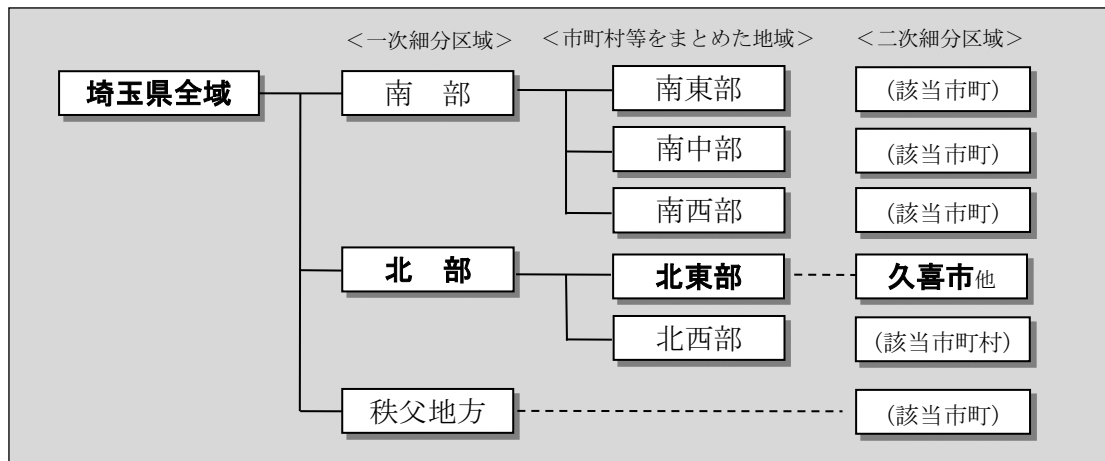 <一次細分区域> <市町村等をまとめた地域> <二次細分区域>
埼玉県全域 南 部 南東部 (該当市町)
南中部 (該当市町)
南西部 (該当市町)
北 部 北東部 久喜市他
北西部 (該当市町村)
秩父地方 (該当市町)